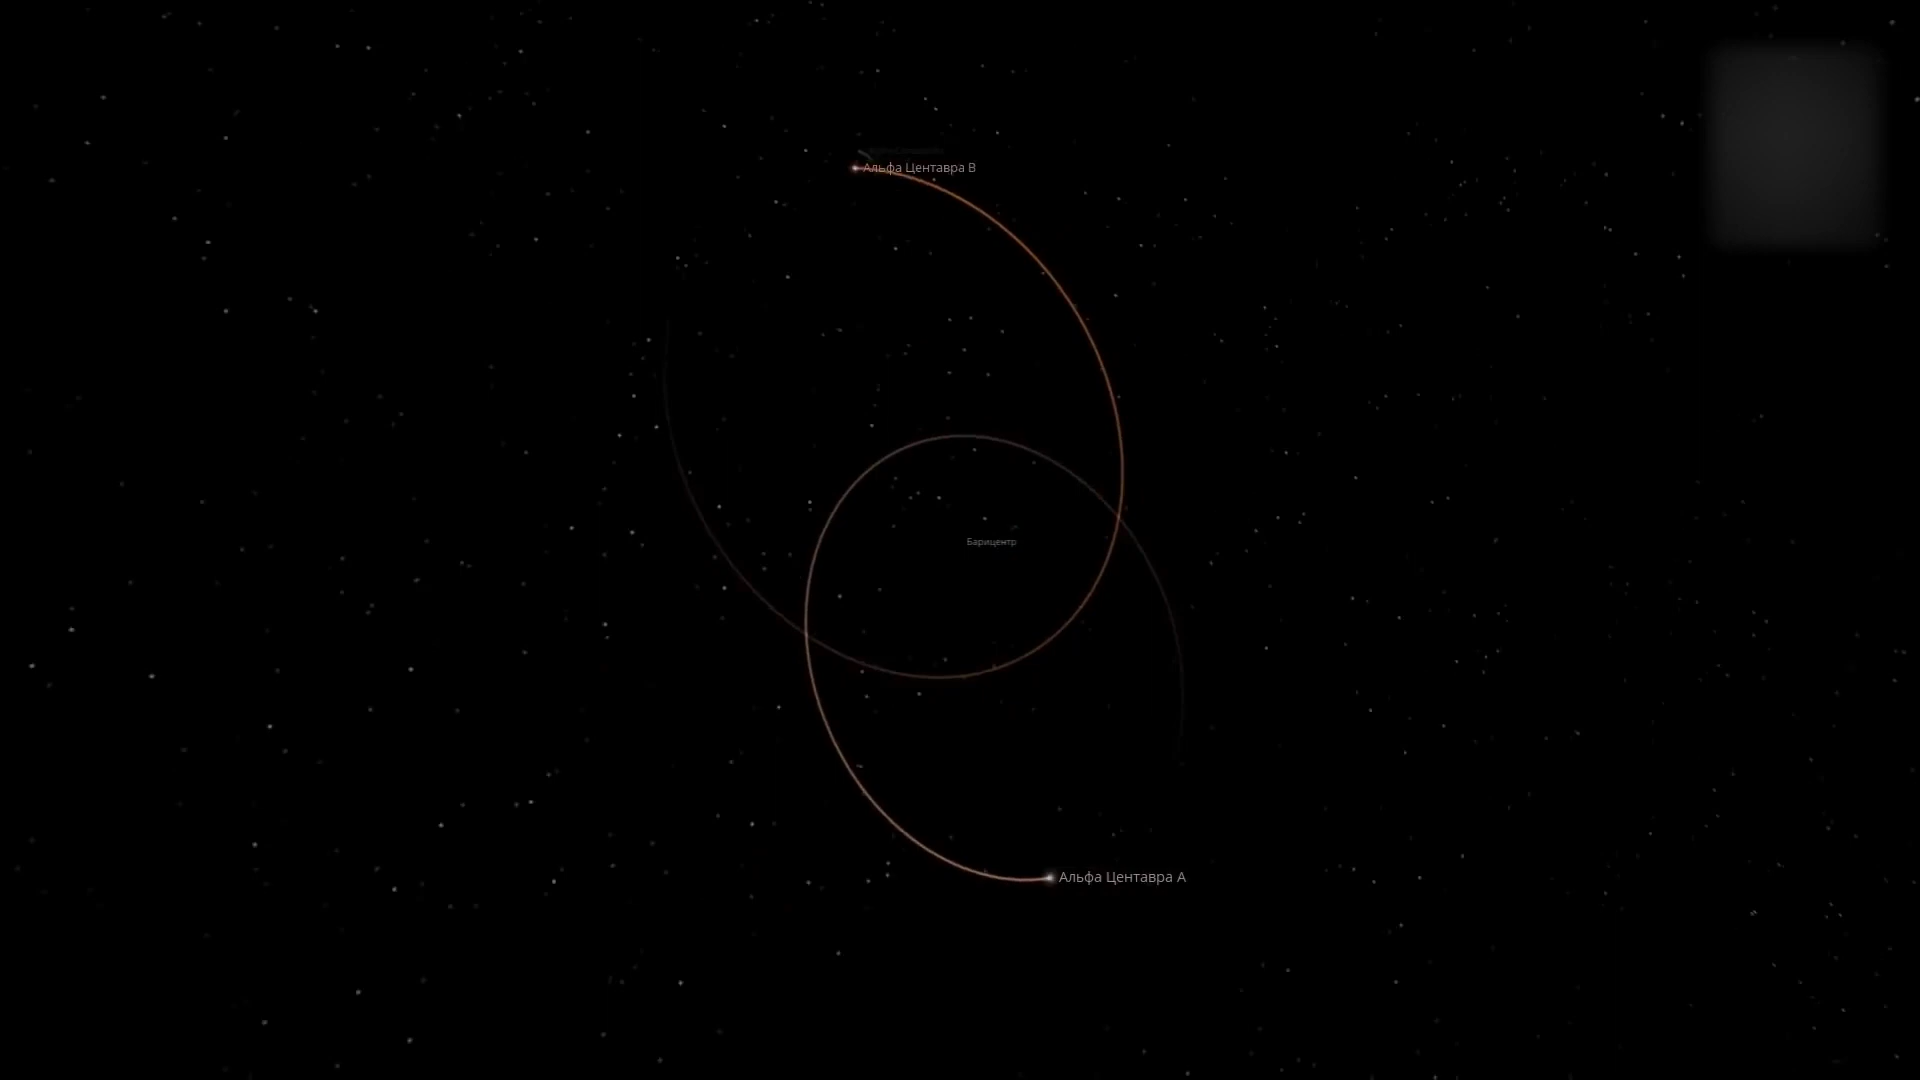 Альфа Центавра B
Барицентр
Альфа Центавра A